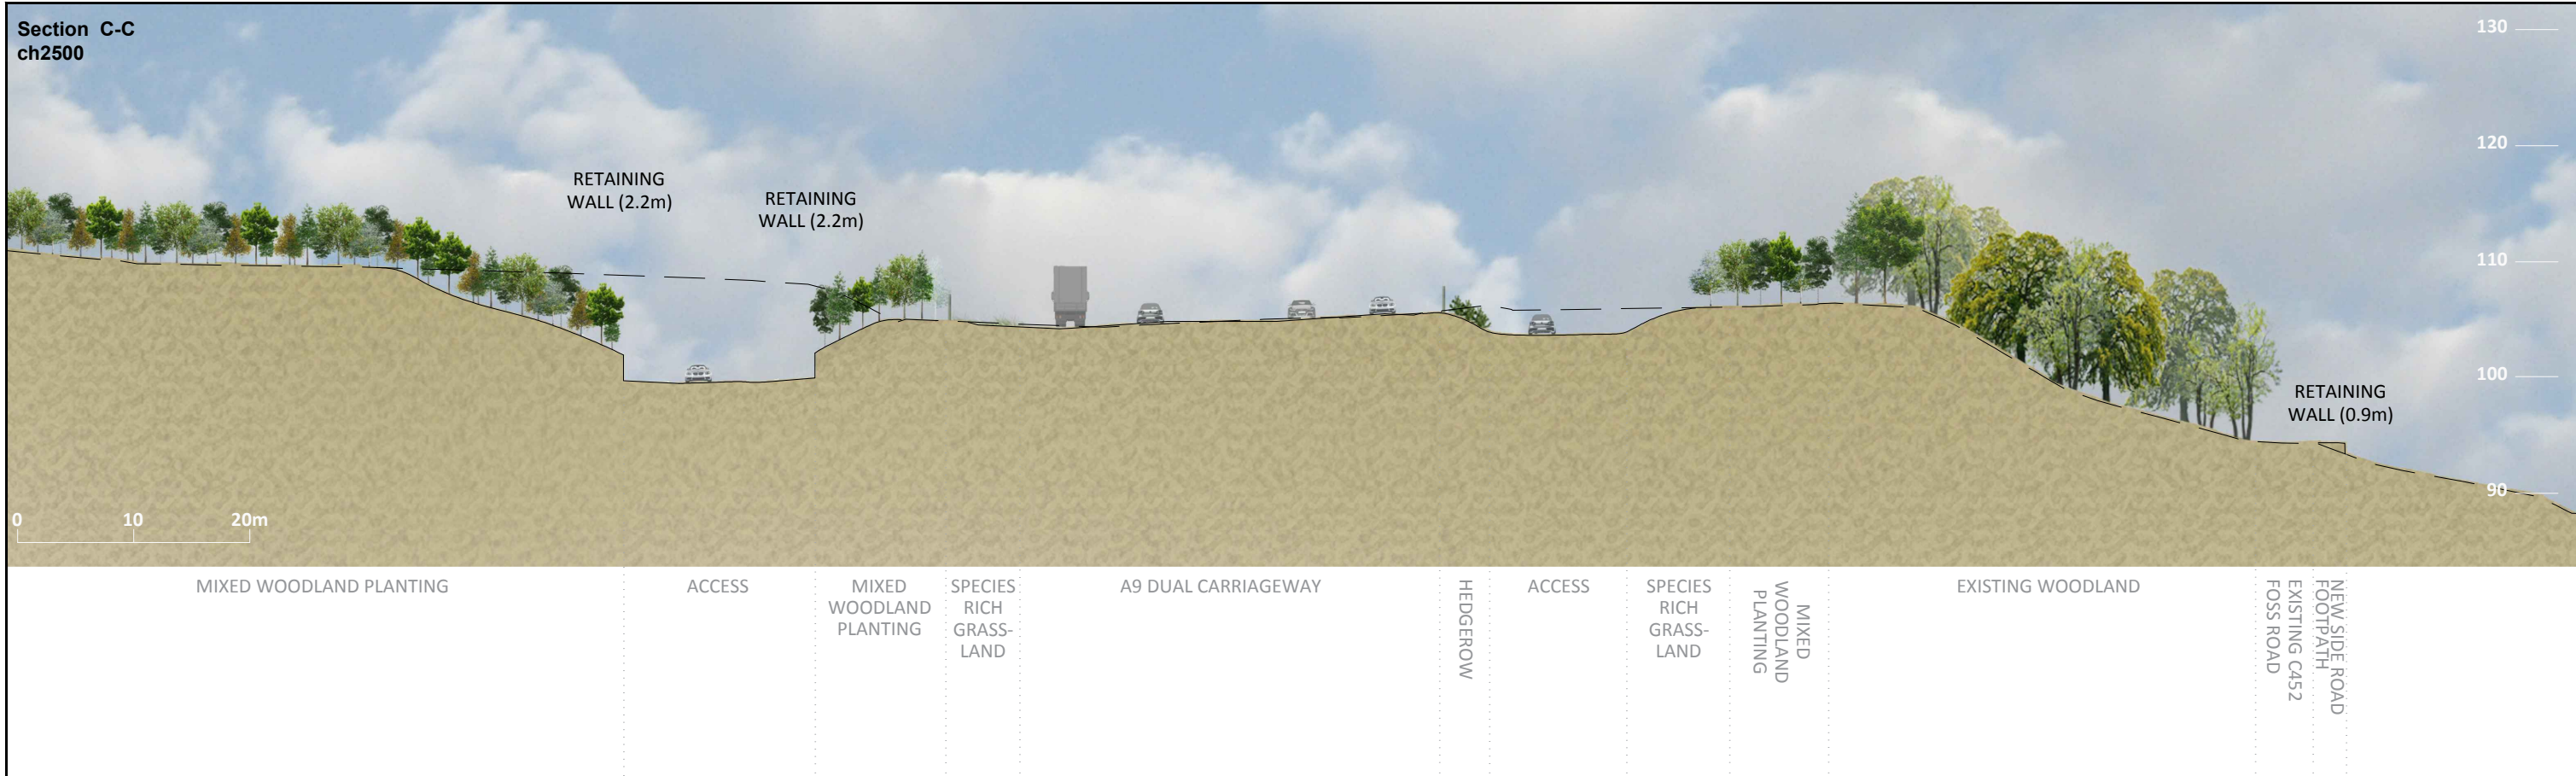 Section C-C
ch2500
130
120
110
100
90
RETAINING
WALL (2.2m)
RETAINING
WALL (2.2m)
RETAINING
WALL (0.9m)
0 10 20m
MIXED WOODLAND PLANTING
ACCESS
MIXED
WOODLAND
PLANTING
SPECIES
RICH
GRASS-
LAND
A9 DUAL CARRIAGEWAY
HEDGEROW
ACCESS
SPECIES
RICH
GRASS-
LAND
MIXED
WOODLAND
PLANTING
EXISTING WOODLAND
EXISTING C452
FOSS ROAD
NEW SIDE ROAD
FOOTPATH